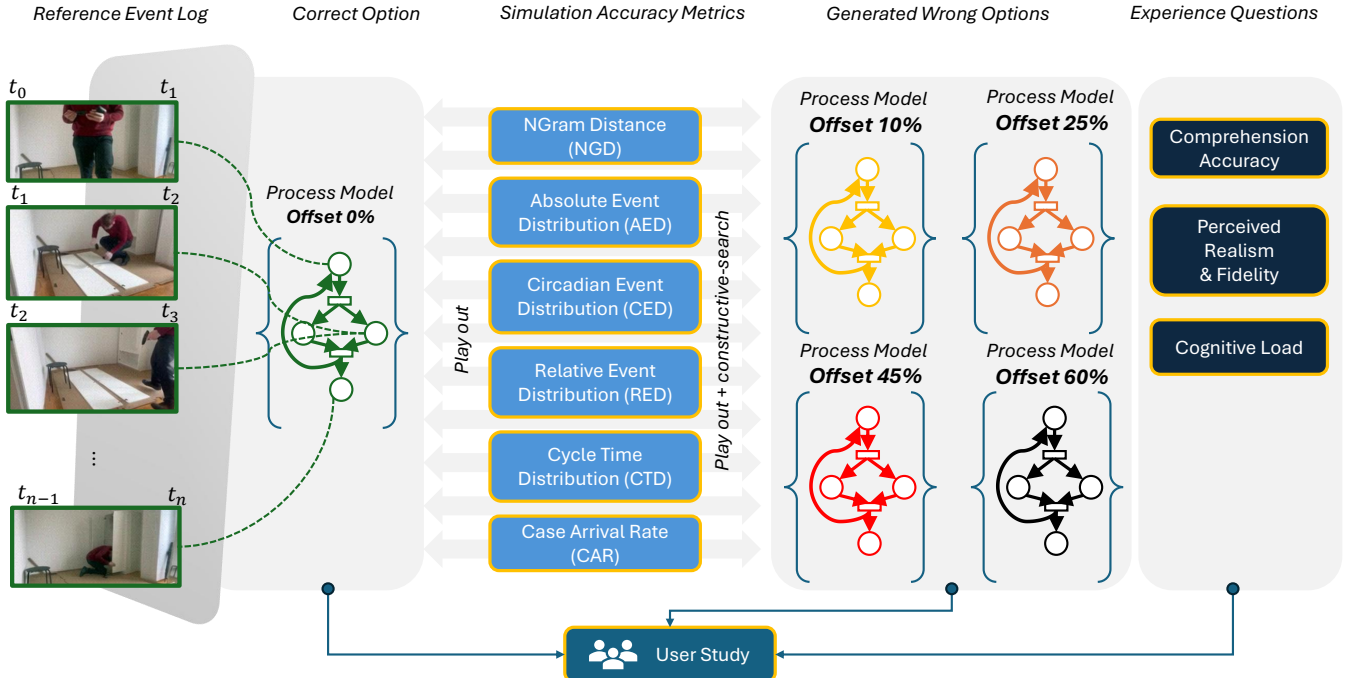 Reference Event Log
Correct Option
Simulation Accuracy Metrics
Generated Wrong Options
Experience Questions
t0
t1
t1
t2
t2
t3
...
tn−1
tn
Process Model
Offset 0%
Play out
NGram Distance
(NGD)
Absolute Event
Distribution (AED)
Circadian Event
Distribution (CED)
Relative Event
Distribution (RED)
Cycle Time
Distribution (CTD)
Case Arrival Rate
(CAR)
Play out + constructive-search
Process Model
Offset 10%
Process Model
Offset 25%
Process Model
Offset 45%
Process Model
Offset 60%
Comprehension
Accuracy
Perceived
Realism
& Fidelity
Cognitive Load
User Study